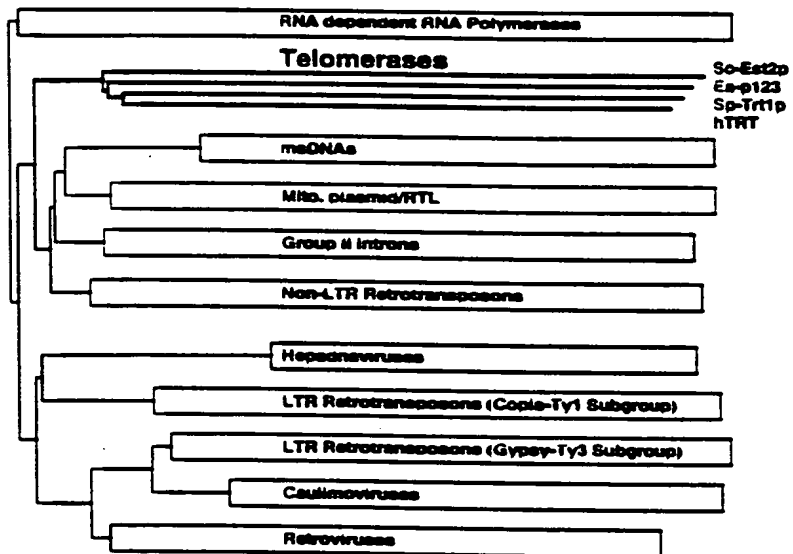 RNA dependent RNA Polymerases
Telomerases
Sc-Est2p
Ea-p123
Sp-Trt1p
hTRT
msDNAs
Mito. plasmid/RTL
Group II Introns
Non-LTR Retrotransposons
Hepadnaviruses
LTR Retrotransposons (Copia-Ty1 Subgroup)
LTR Retrotransposons (Gypsy-Ty3 Subgroup)
Caulimoviruses
Retroviruses